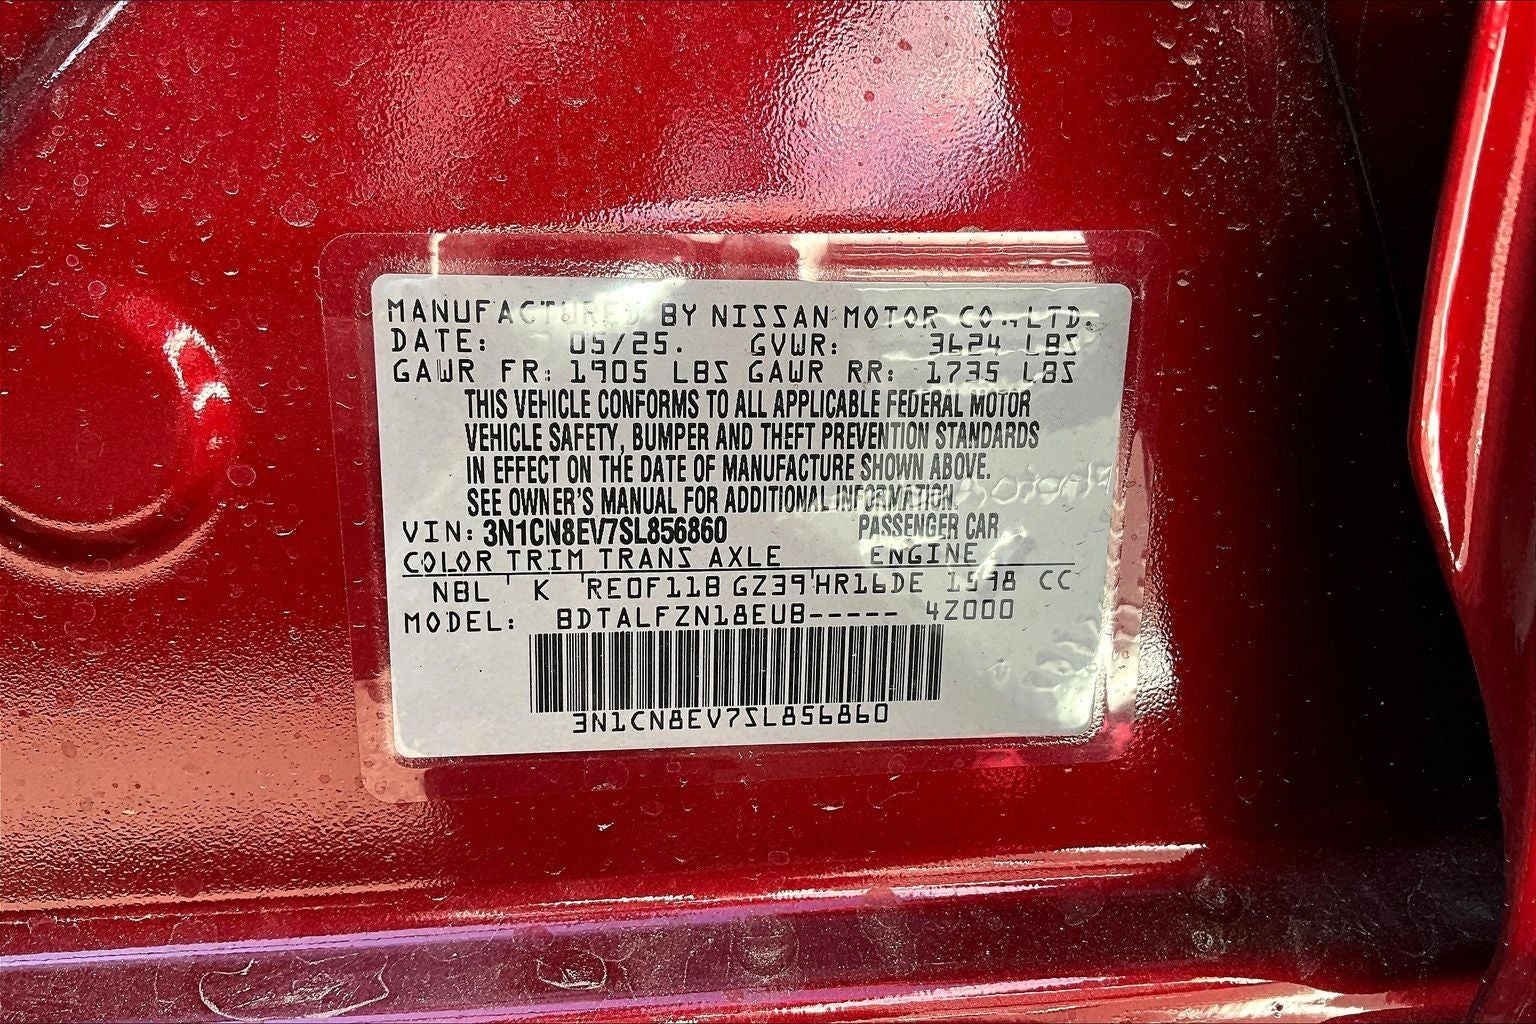 MANUFACTURED BY NISSAN MOTOR CO., LTD.
DATE: 05/25. GVWR: 3624 LBS
GAWR FR: 1905 LBS GAWR RR: 1735 LBS
THIS VEHICLE CONFORMS TO ALL APPLICABLE FEDERAL MOTOR
VEHICLE SAFETY, BUMPER AND THEFT PREVENTION STANDARDS
IN EFFECT ON THE DATE OF MANUFACTURE SHOWN ABOVE.
SEE OWNER'S MANUAL FOR ADDITIONAL INFORMATION.
VIN: 3N1CN8EV7SL856860 PASSENGER CAR
COLOR TRIM TRANS AXLE ENGINE
NBL K RE0F11B GZ39 HR16DE 1598 CC
MODEL: BDTALFZN18EUB----- 4Z000
3N1CN8EV7SL856860